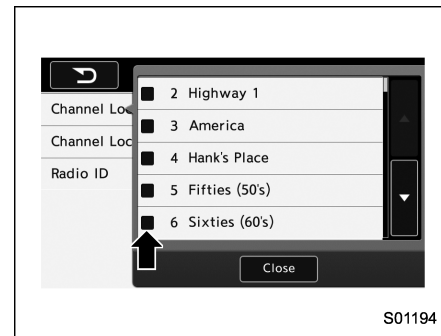 Channel Loc
2 Highway 1
3 America
Channel Loc
4 Hank's Place
Radio ID
5 Fifties (50's)
6 Sixties (60's)
Close
S01194